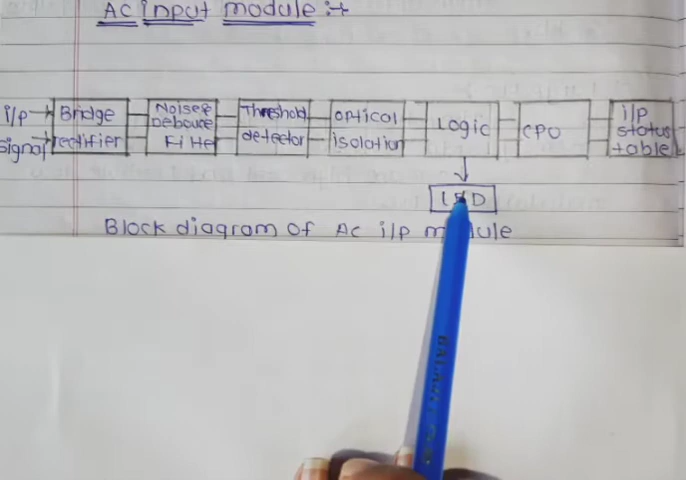 AC input module :-
i/p
signal
Bridge
rectifier
Noise &
Debounce
Filter
Threshold
detector
optical
isolation
Logic
CPU
i/p
status
table
LED
Block diagram of AC i/p module